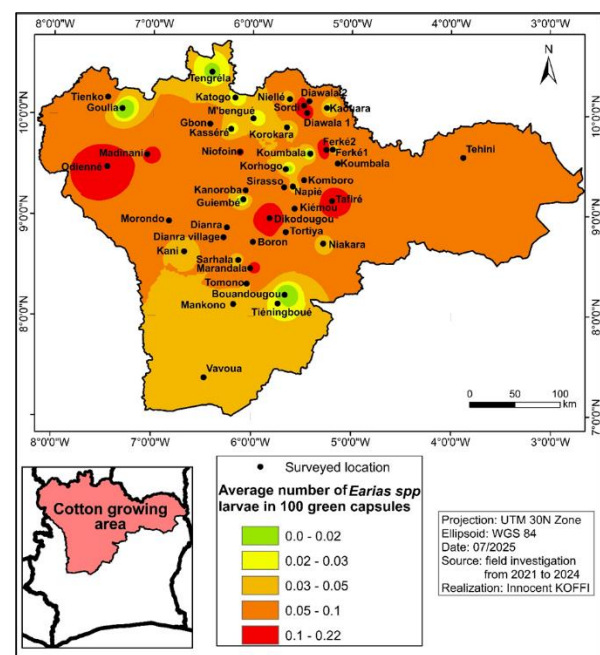 8°0'0"W 7°0'0"W 6°0'0"W 5°0'0"W 4°0'0"W 3°0'0"W
N
Tengréla
Tienko
Goulia
Katogo
Niellé
Diawala 2
Sordi
Kaouara
10°0'0"N
M'bengué
Diawala 1
Gbon
Kasséré
Korokara
Ferké2
Ferké1
Madinani
Niofoin
Koumbala
Koumbala
Tehini
Odienné
Korhogo
Sirasso
Komboro
Kanoroba
Napié
Tafiré
Guiembé
Kiémou
9°0'0"N
Morondo
Dianra
Dikodougou
Tortiya
Dianra village
Boron
Niakara
Kani
Sarhala
Marandala
Tomono
Bouandougou
Mankono
Tiéningboué
8°0'0"N
Vavoua
0 50 100
km
7°0'0"N
8°0'0"W 7°0'0"W 6°0'0"W 5°0'0"W 4°0'0"W 3°0'0"W
Cotton growing
area
Surveyed location
Average number of Earias spp
larvae in 100 green capsules
0.0 - 0.02
0.02 - 0.03
0.03 - 0.05
0.05 - 0.1
0.1 - 0.22
Projection: UTM 30N Zone
Ellipsoid: WGS 84
Date: 07/2025
Source: field investigation
from 2021 to 2024
Realization: Innocent KOFFI